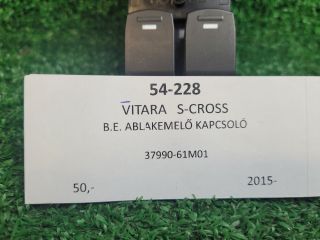 54-228
VITARA S-CROSS
B.E. ABLAKEMELŐ KAPCSOLÓ
37990-61M01
50,- 2015-